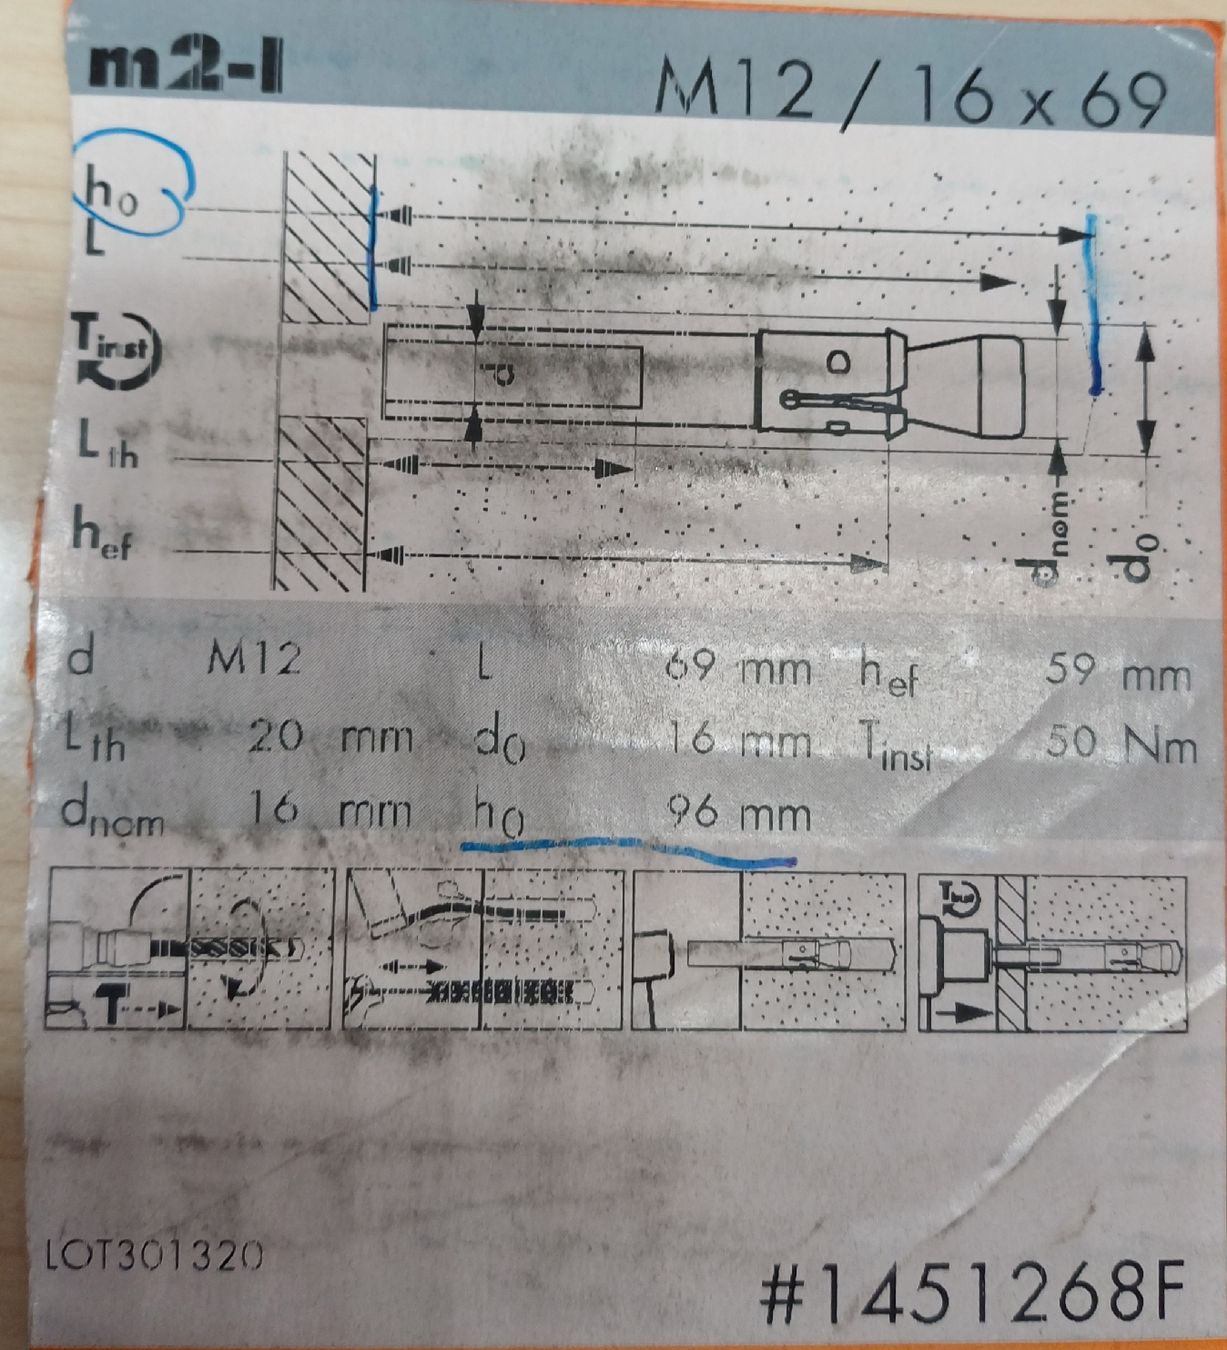 m2-I M12 / 16 x 69
h0
L
Tinst
d
Lth
hef
dnom
d0
d M12 L 69 mm hef 59 mm
Lth 20 mm d0 16 mm Tinst 50 Nm
dnom 16 mm h0 96 mm
T
Tinst
LOT301320
#1451268F